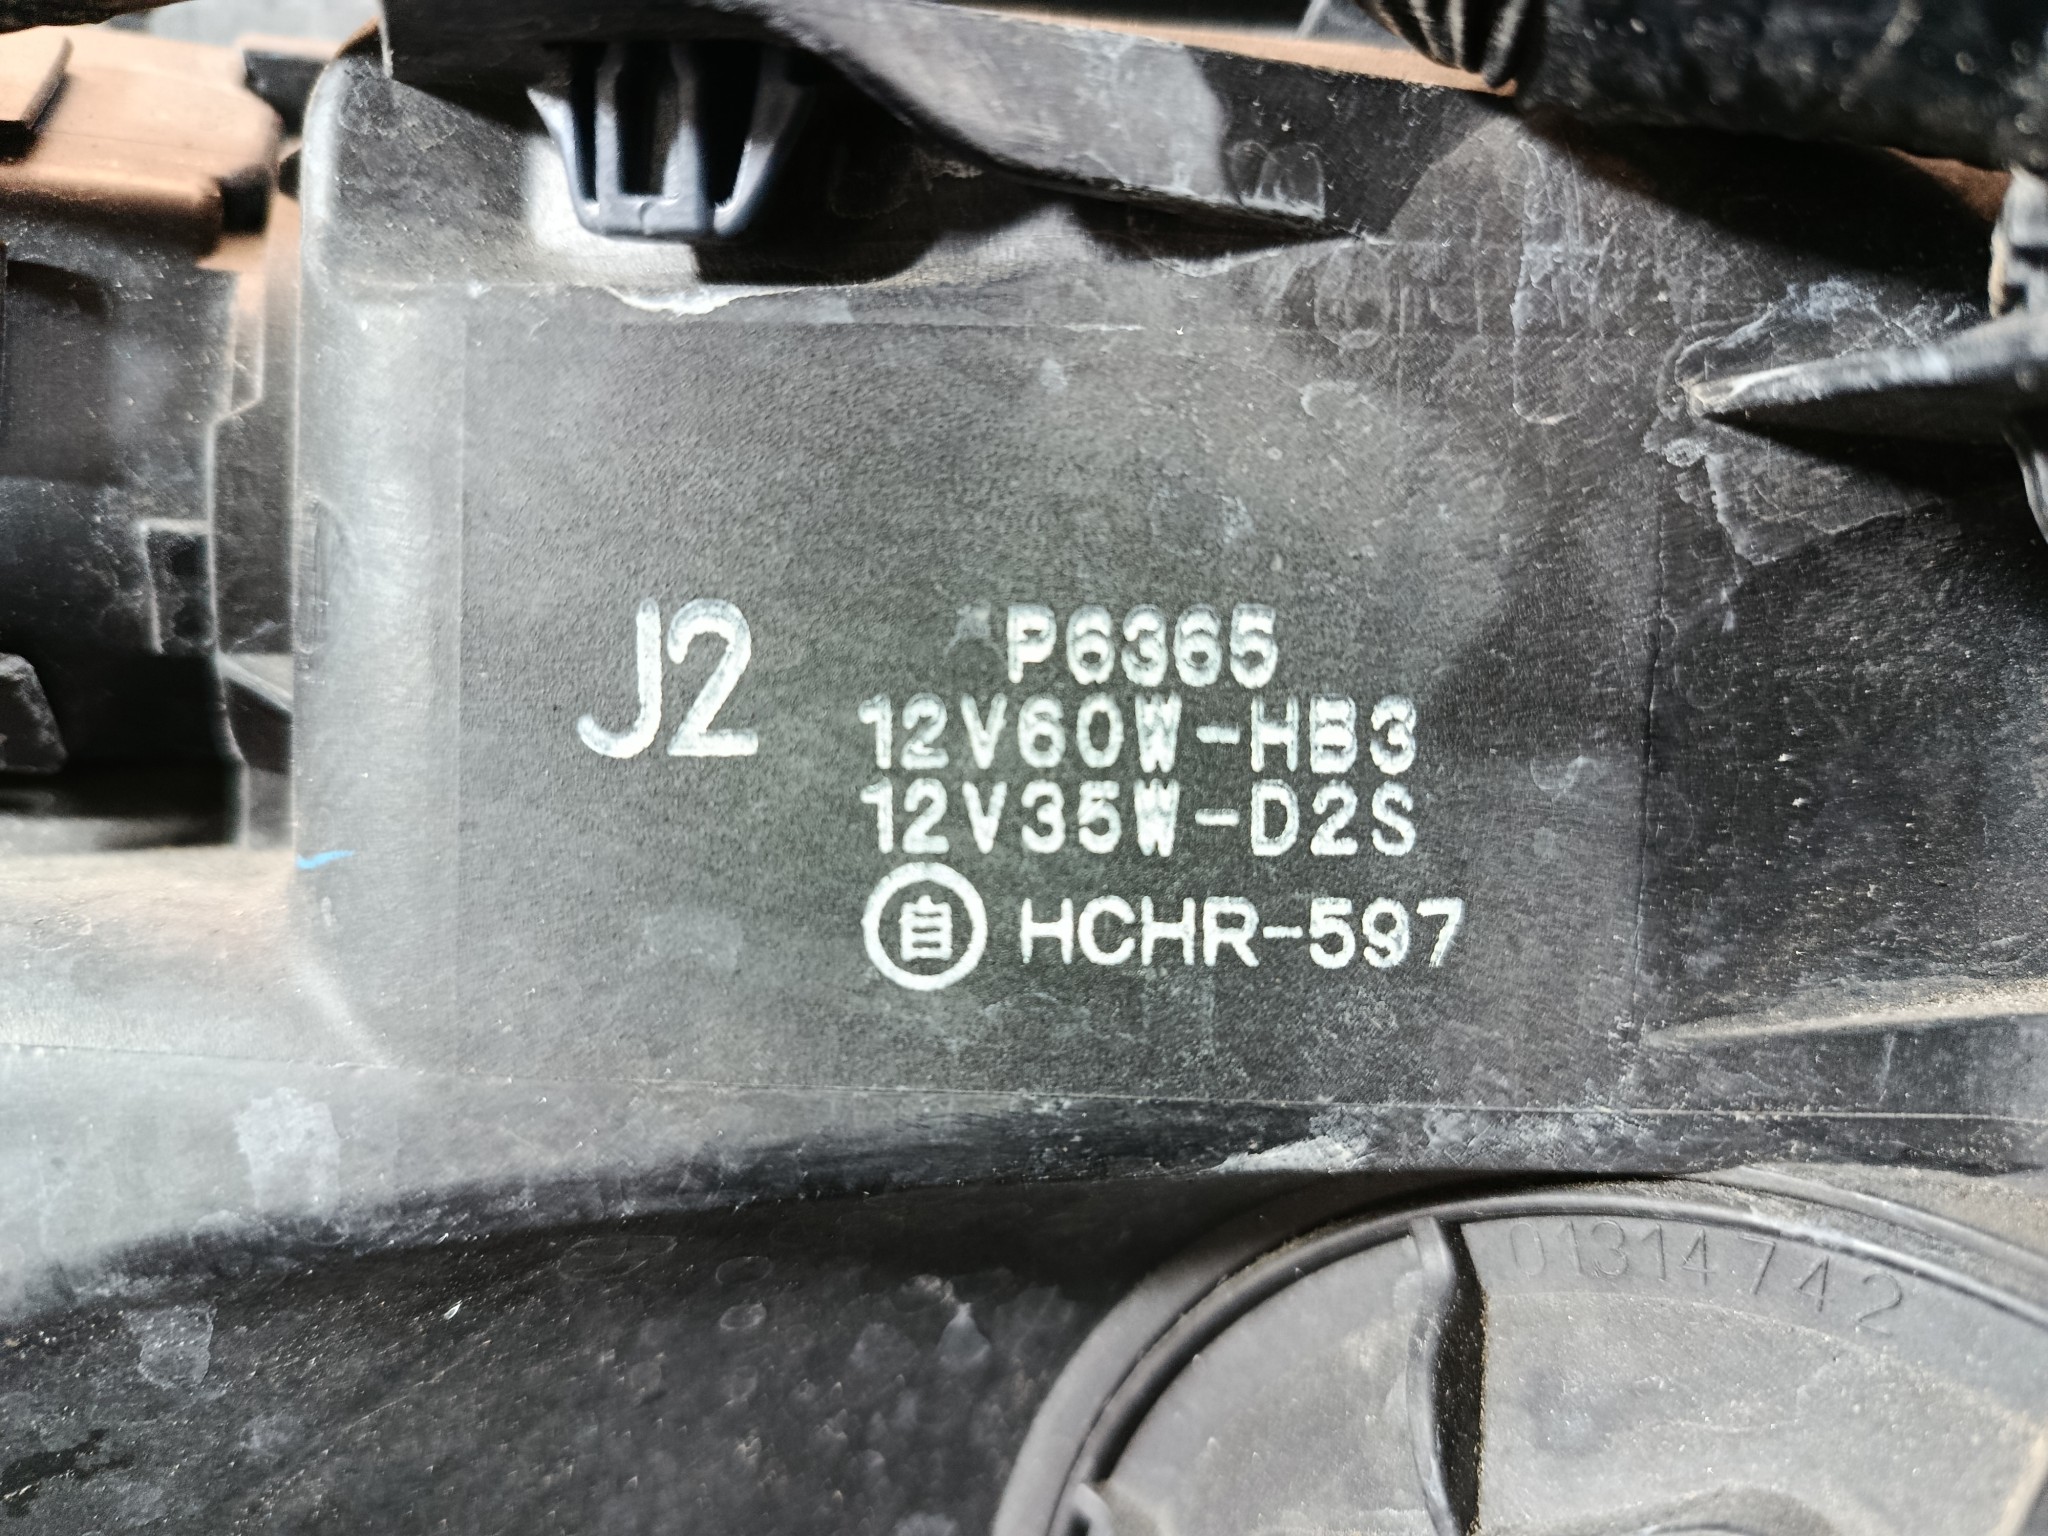 J2
P6365
12V60W-HB3
12V35W-D2S
自 HCHR-597
01314742